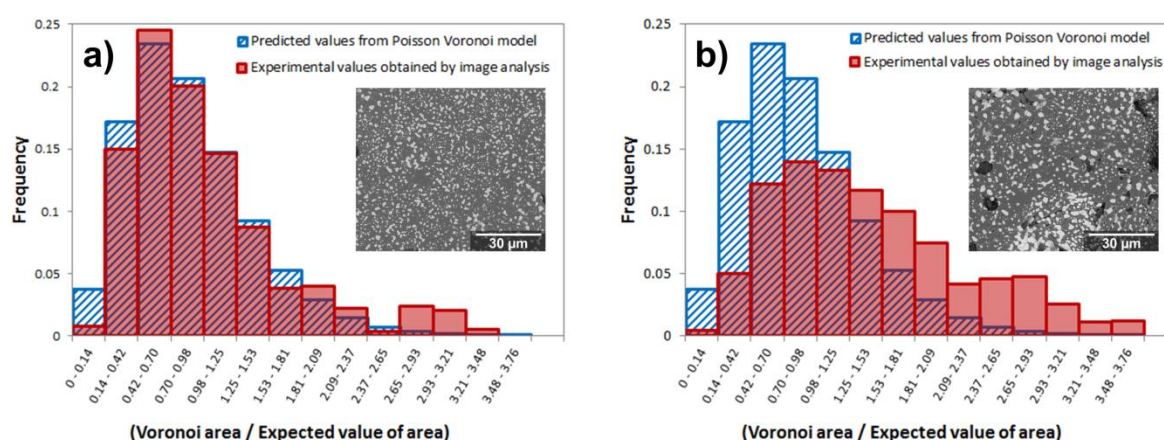 a)
Predicted values from Poisson Voronoi model
Experimental values obtained by image analysis
30 µm
Frequency
0.25
0.2
0.15
0.1
0.05
0
0 - 0.14
0.14 - 0.42
0.42 - 0.70
0.70 - 0.98
0.98 - 1.25
1.25 - 1.53
1.53 - 1.81
1.81 - 2.09
2.09 - 2.37
2.37 - 2.65
2.65 - 2.93
2.93 - 3.21
3.21 - 3.48
3.48 - 3.76
(Voronoi area / Expected value of area)
b)
Predicted values from Poisson Voronoi model
Experimental values obtained by image analysis
30 µm
Frequency
0.25
0.2
0.15
0.1
0.05
0
0 - 0.14
0.14 - 0.42
0.42 - 0.70
0.70 - 0.98
0.98 - 1.25
1.25 - 1.53
1.53 - 1.81
1.81 - 2.09
2.09- 2.37
2.37 - 2.65
2.65 - 2.93
2.93 - 3.21
3.21 - 3.48
3.48 - 3.76
(Voronoi area / Expected value of area)